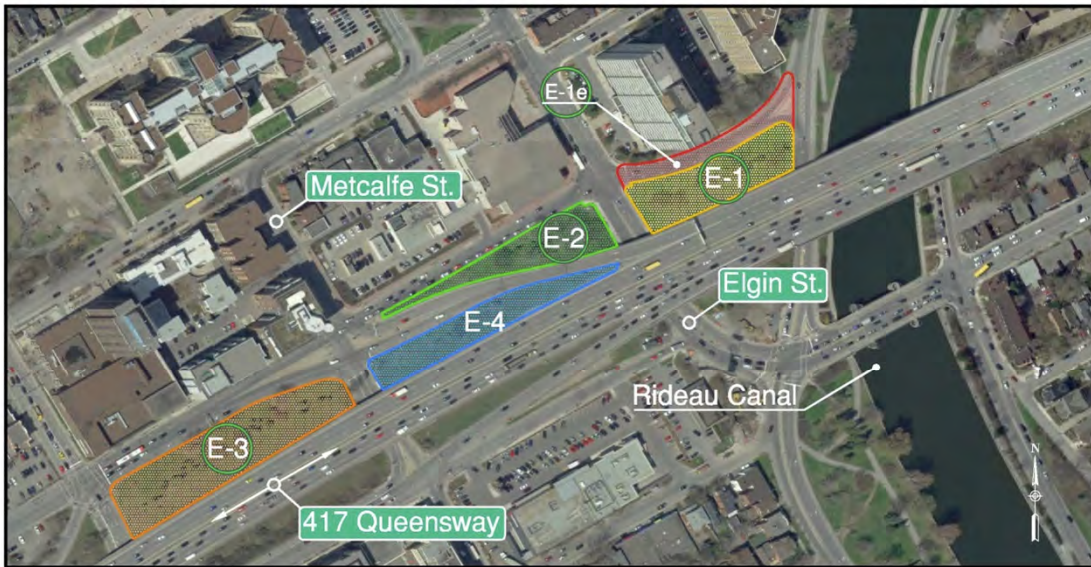 E-1e
E-1
Metcalfe St.
E-2
Elgin St.
E-4
Rideau Canal
E-3
417 Queensway
N